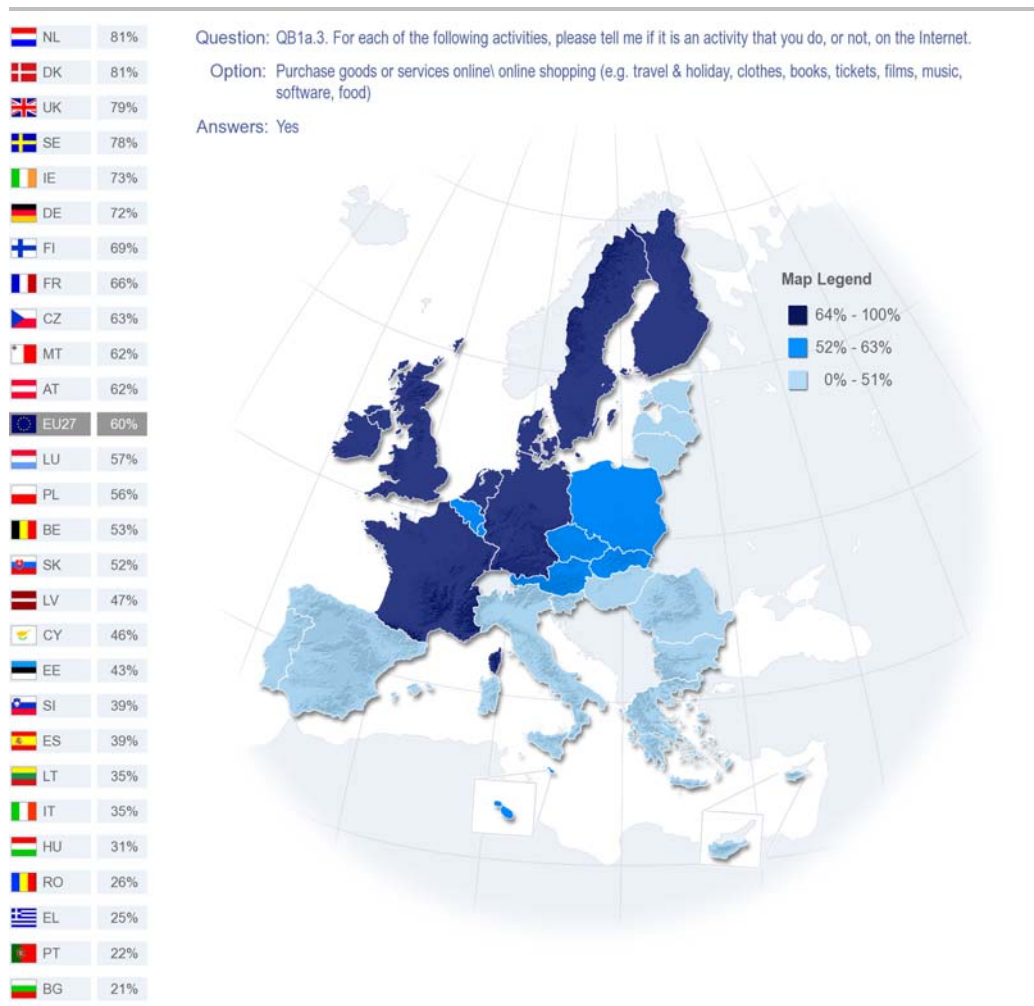 NL 81%
DK 81%
UK 79%
SE 78%
IE 73%
DE 72%
FI 69%
FR 66%
CZ 63%
MT 62%
AT 62%
EU27 60%
LU 57%
PL 56%
BE 53%
SK 52%
LV 47%
CY 46%
EE 43%
SI 39%
ES 39%
LT 35%
IT 35%
HU 31%
RO 26%
EL 25%
PT 22%
BG 21%
Question: QB1a.3. For each of the following activities, please tell me if it is an activity that you do, or not, on the Internet.
Option: Purchase goods or services online\ online shopping (e.g. travel & holiday, clothes, books, tickets, films, music,
software, food)
Answers: Yes
Map Legend
64% - 100%
52% - 63%
0% - 51%